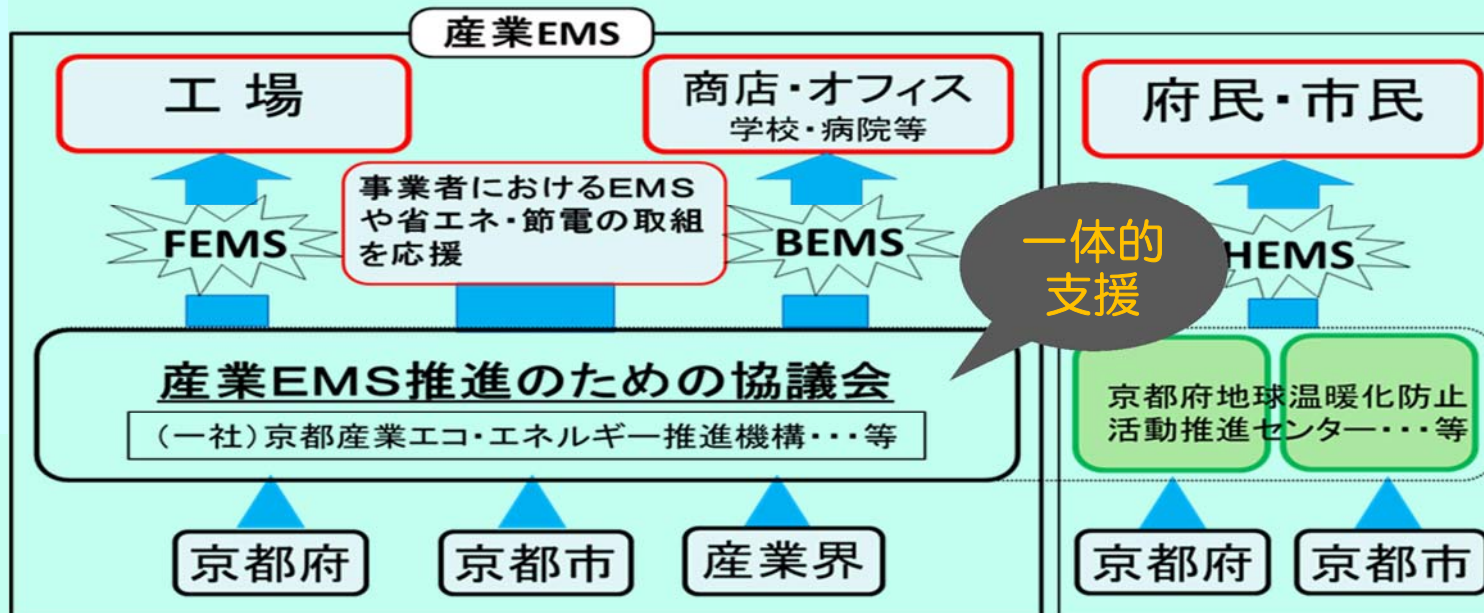 産業EMS
工場
商店・オフィス
学校・病院等
府民・市民
事業者におけるEMS
や省エネ・節電の取組
を応援
FEMS
BEMS
HEMS
一体的
支援
産業EMS推進のための協議会
（一社）京都産業エコ・エネルギー推進機構・・・等
京都府地球温暖化防止
活動推進センター・・・等
京都府
京都市
産業界
京都府
京都市